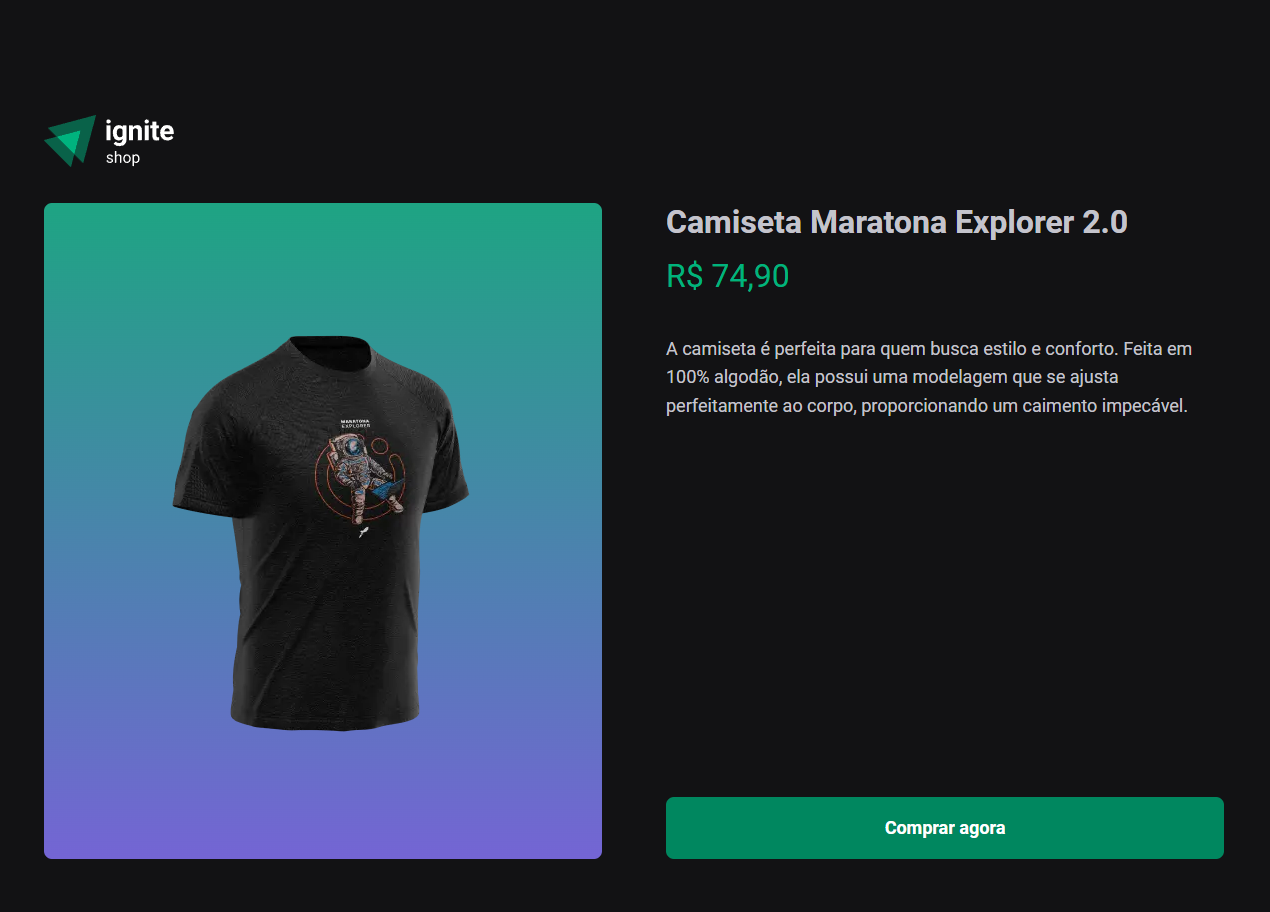 ignite
shop
Camiseta Maratona Explorer 2.0
R$ 74,90
A camiseta é perfeita para quem busca estilo e conforto. Feita em
100% algodão, ela possui uma modelagem que se ajusta
perfeitamente ao corpo, proporcionando um caimento impecável.
MARATONA
EXPLORER
Comprar agora